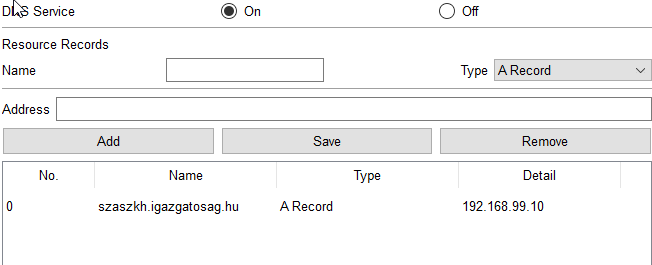 DNS Service On Off
Resource Records
Name Type A Record
Address
Add Save Remove
No. Name Type Detail
0 szaszkh.igazgatosag.hu A Record 192.168.99.10